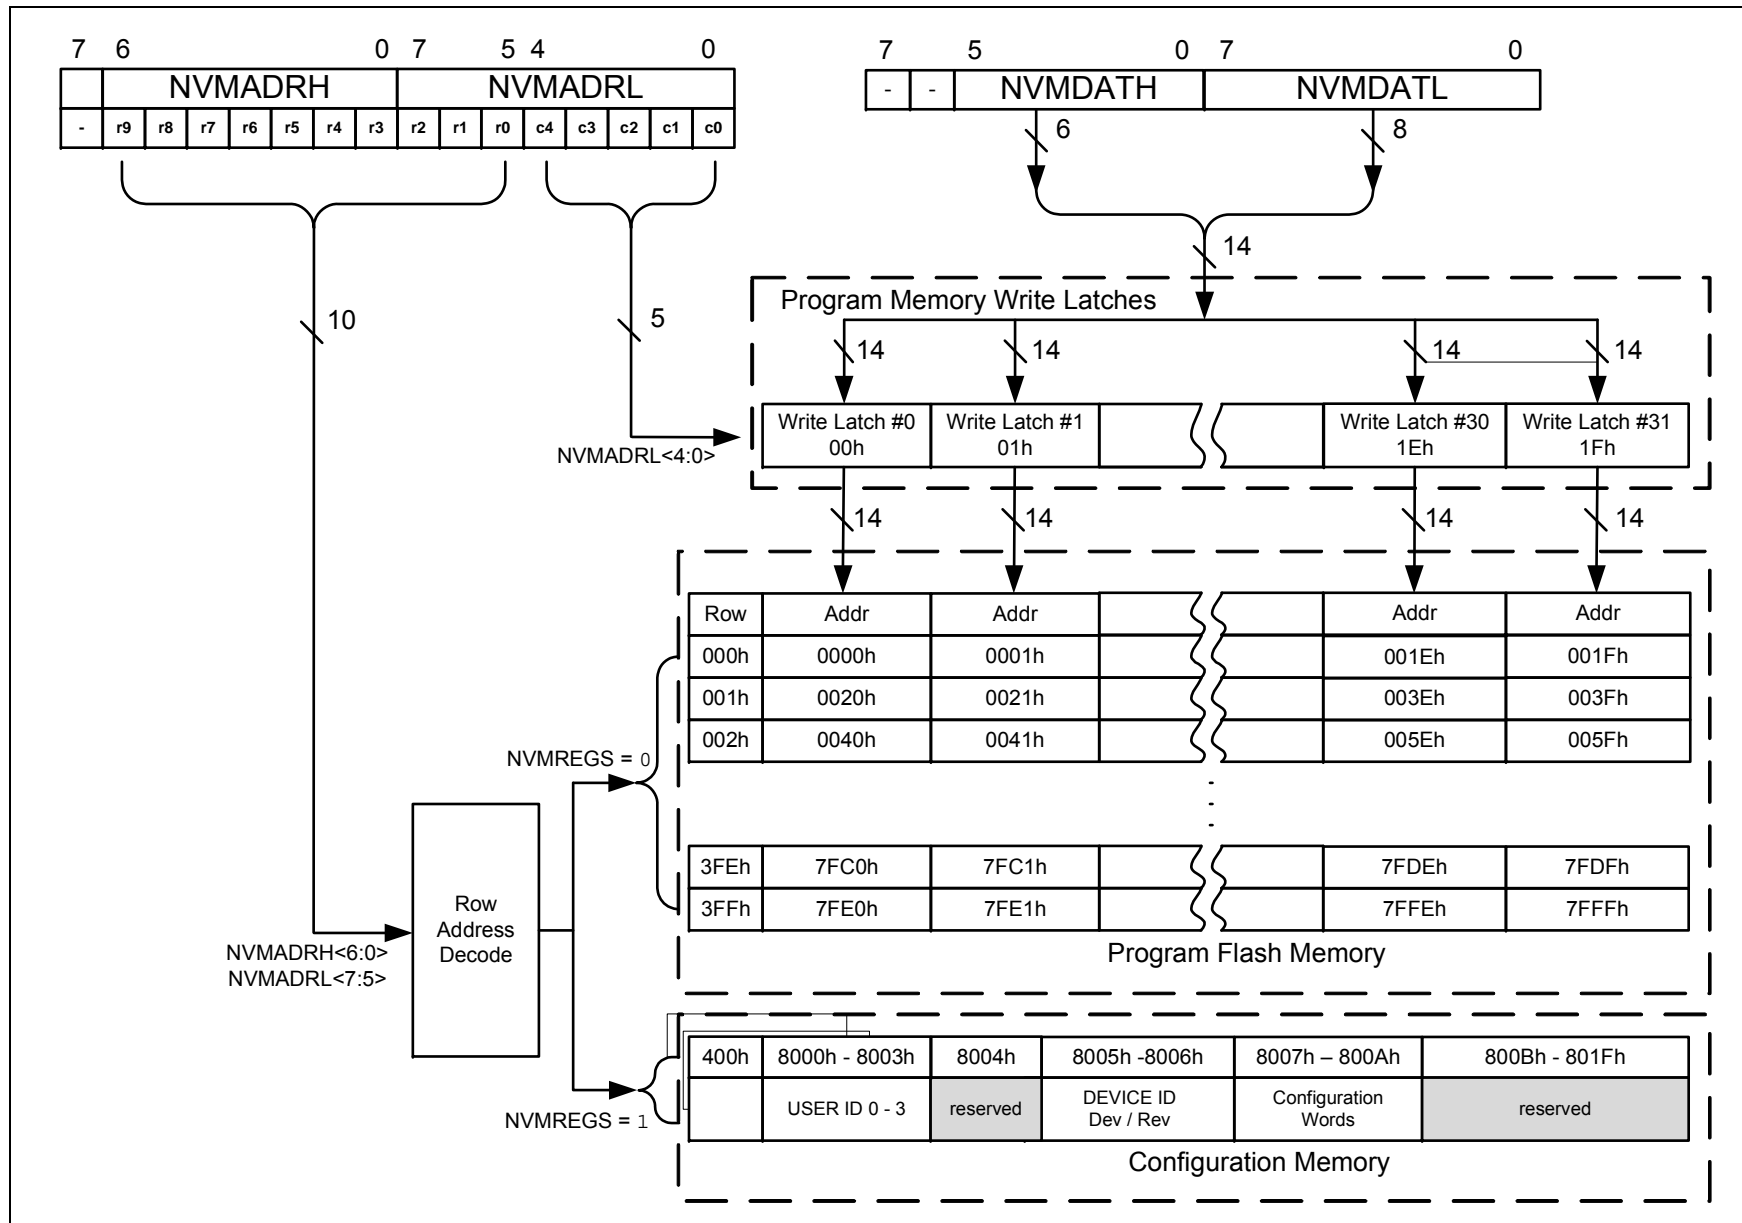 7 6 0 7 5 4 0
NVMADRH NVMADRL
- r9 r8 r7 r6 r5 r4 r3 r2 r1 r0 c4 c3 c2 c1 c0
7 5 0 7 0
- - NVMDATH NVMDATL
6 8
14
10 5
Program Memory Write Latches
14 14 14 14
Write Latch #0 Write Latch #1 Write Latch #30 Write Latch #31
00h 01h 1Eh 1Fh
NVMADRL<4:0>
14 14 14 14
Row Addr Addr Addr Addr
000h 0000h 0001h 001Eh 001Fh
001h 0020h 0021h 003Eh 003Fh
002h 0040h 0041h 005Eh 005Fh
NVMREGS = 0
3FEh 7FC0h 7FC1h 7FDEh 7FDFh
3FFh 7FE0h 7FE1h 7FFEh 7FFFh
Program Flash Memory
Row
Address
Decode
NVMADRH<6:0>
NVMADRL<7:5>
400h 8000h - 8003h 8004h 8005h -8006h 8007h – 800Ah 800Bh - 801Fh
USER ID 0 - 3 reserved DEVICE ID Configuration reserved
Dev / Rev Words
NVMREGS = 1
Configuration Memory